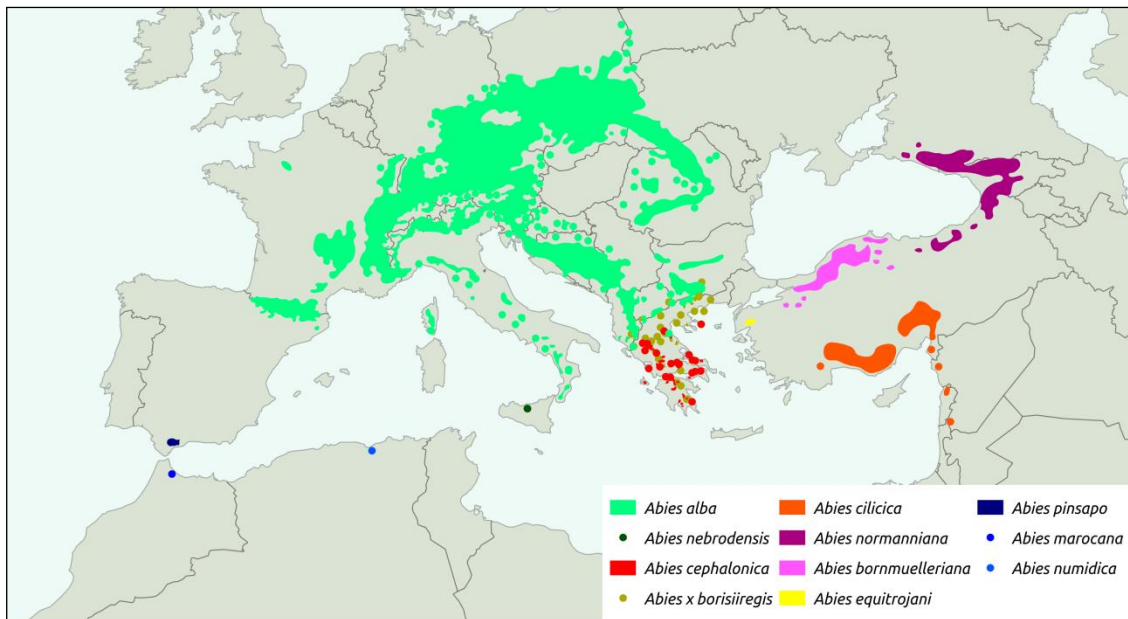 Abies alba
Abies nebrodensis
Abies cephalonica
Abies x borisiiregis
Abies cilicica
Abies normanniana
Abies bornmuelleriana
Abies equitrojani
Abies pinsapo
Abies marocana
Abies numidica